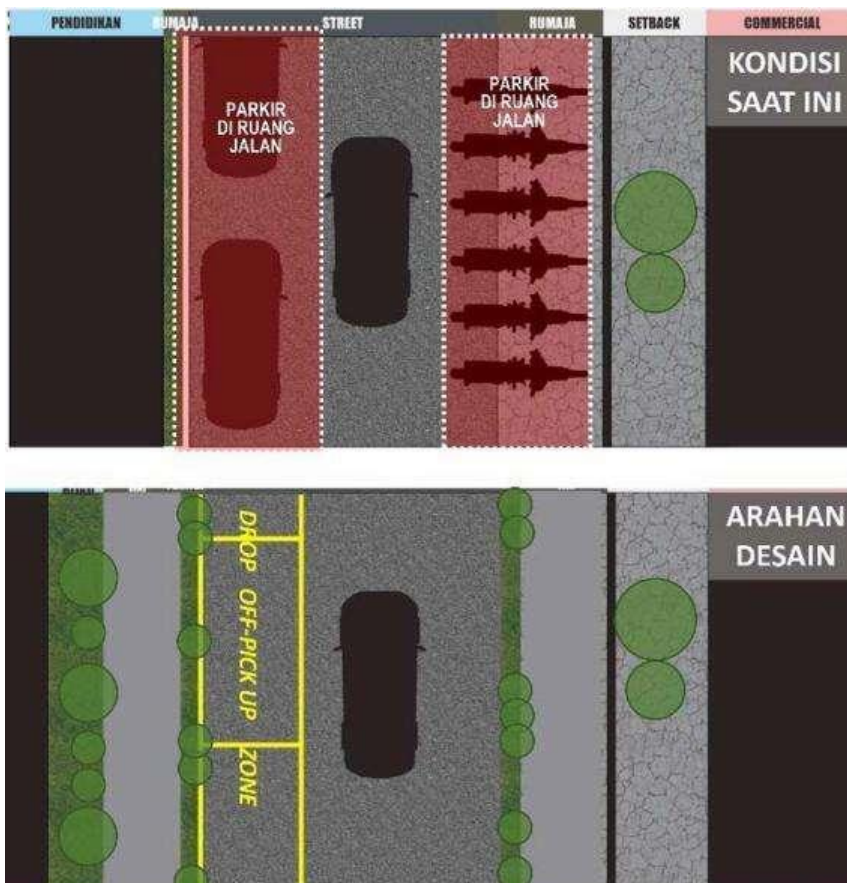 PENDIDIKAN RUMAJA STREET RUMAJA SETBACK COMMERCIAL
KONDISI
SAAT INI
PARKIR
DI RUANG
JALAN
PARKIR
DI RUANG
JALAN
ARAHAN
DESAIN
DROP OFF-PICK UP ZONE